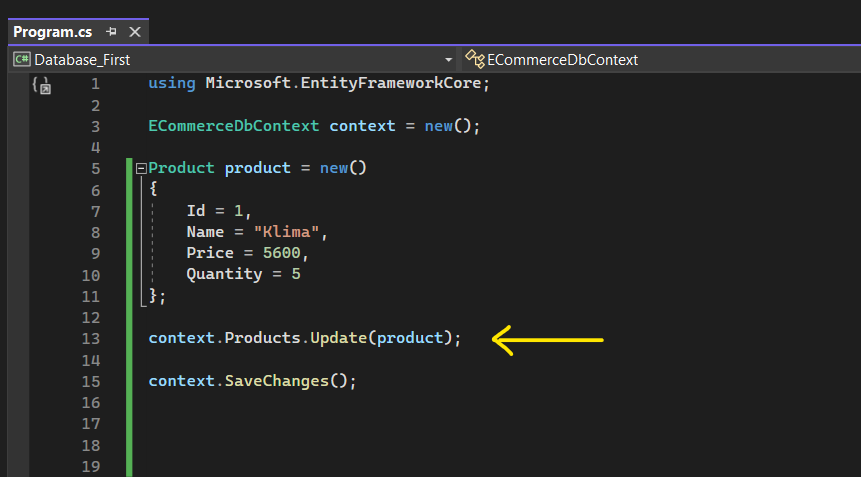 Program.cs
C# Database_First ECommerceDbContext
1 using Microsoft.EntityFrameworkCore;
2
3 ECommerceDbContext context = new();
4
5 Product product = new()
6 {
7 Id = 1,
8 Name = "Klima",
9 Price = 5600,
10 Quantity = 5
11 };
12
13 context.Products.Update(product);
14
15 context.SaveChanges();
16
17
18
19